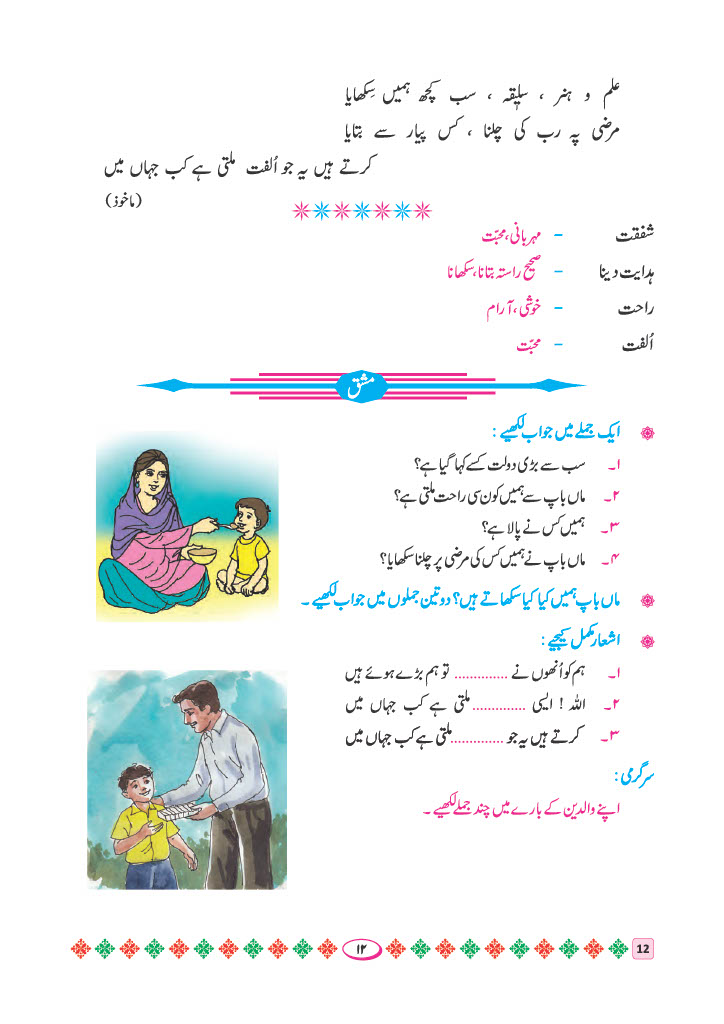 علم و ہنر ، سلیقہ ، سب کچھ ہمیں سِکھایا
مرضی پہ رب کی چلنا ، کس پیار سے بتایا
کرتے ہیں یہ جو اُلفت ملتی ہے کب جہاں میں
(ماخوذ)
شفقت – مہربانی، محبّت
ہدایت دینا – صحیح راستہ بتانا، سکھانا
راحت – خوشی، آرام
اُلفت – محبّت
مشق
ایک جملے میں جواب لکھیے :
۱۔ سب سے بڑی دولت کسے کہا گیا ہے؟
۲۔ ماں باپ سے ہمیں کون سی راحت ملتی ہے؟
۳۔ ہمیں کس نے پالا ہے؟
۴۔ ماں باپ نے ہمیں کس کی مرضی پر چلنا سکھایا؟
ماں باپ ہمیں کیا کیا سکھاتے ہیں؟ دو تین جملوں میں جواب لکھیے ۔
اشعار مکمل کیجیے :
۱۔ ہم کو اُنھوں نے .............. تو ہم بڑے ہوئے ہیں
۲۔ اللہ ! ایسی .............. ملتی ہے کب جہاں میں
۳۔ کرتے ہیں یہ جو .............. ملتی ہے کب جہاں میں
سرگرمی :
اپنے والدین کے بارے میں چند جملے لکھیے ۔
۱۲
12